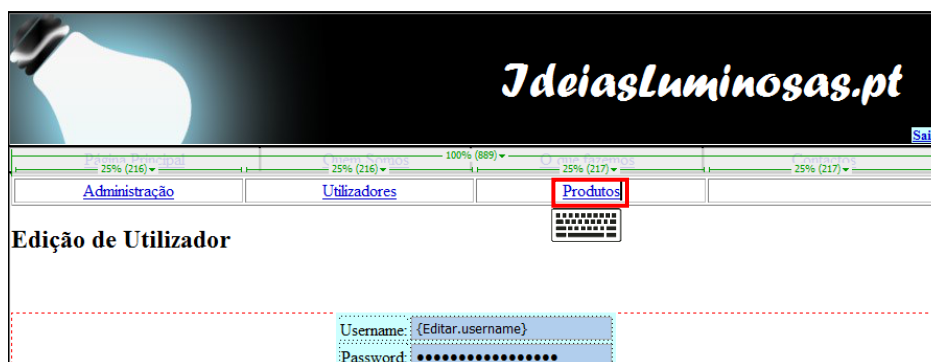 IdeiasLuminosas.pt
Sai
Página Principal Quem Somos O que fazemos Contactos
100% (889)
25% (216) 25% (216) 25% (217) 25% (217)
Administração Utilizadores Produtos
Edição de Utilizador
Username: {Editar.username}
Password: ●●●●●●●●●●●●●●●●●